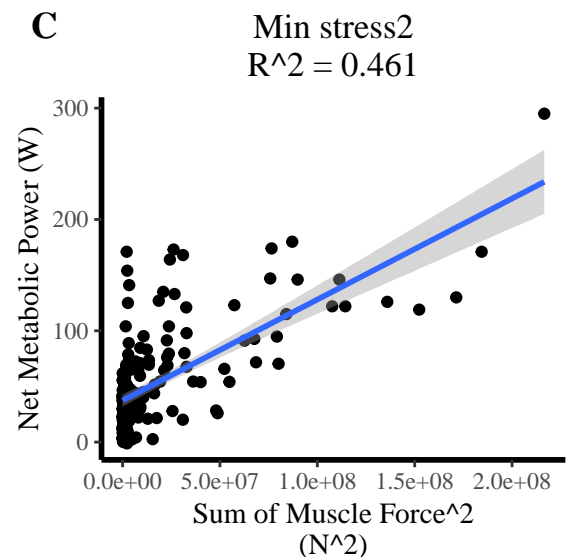 C
Min stress2
R^2 = 0.461
Net Metabolic Power (W)
300
200
100
0
0.0e+00 5.0e+07 1.0e+08 1.5e+08 2.0e+08
Sum of Muscle Force^2
(N^2)